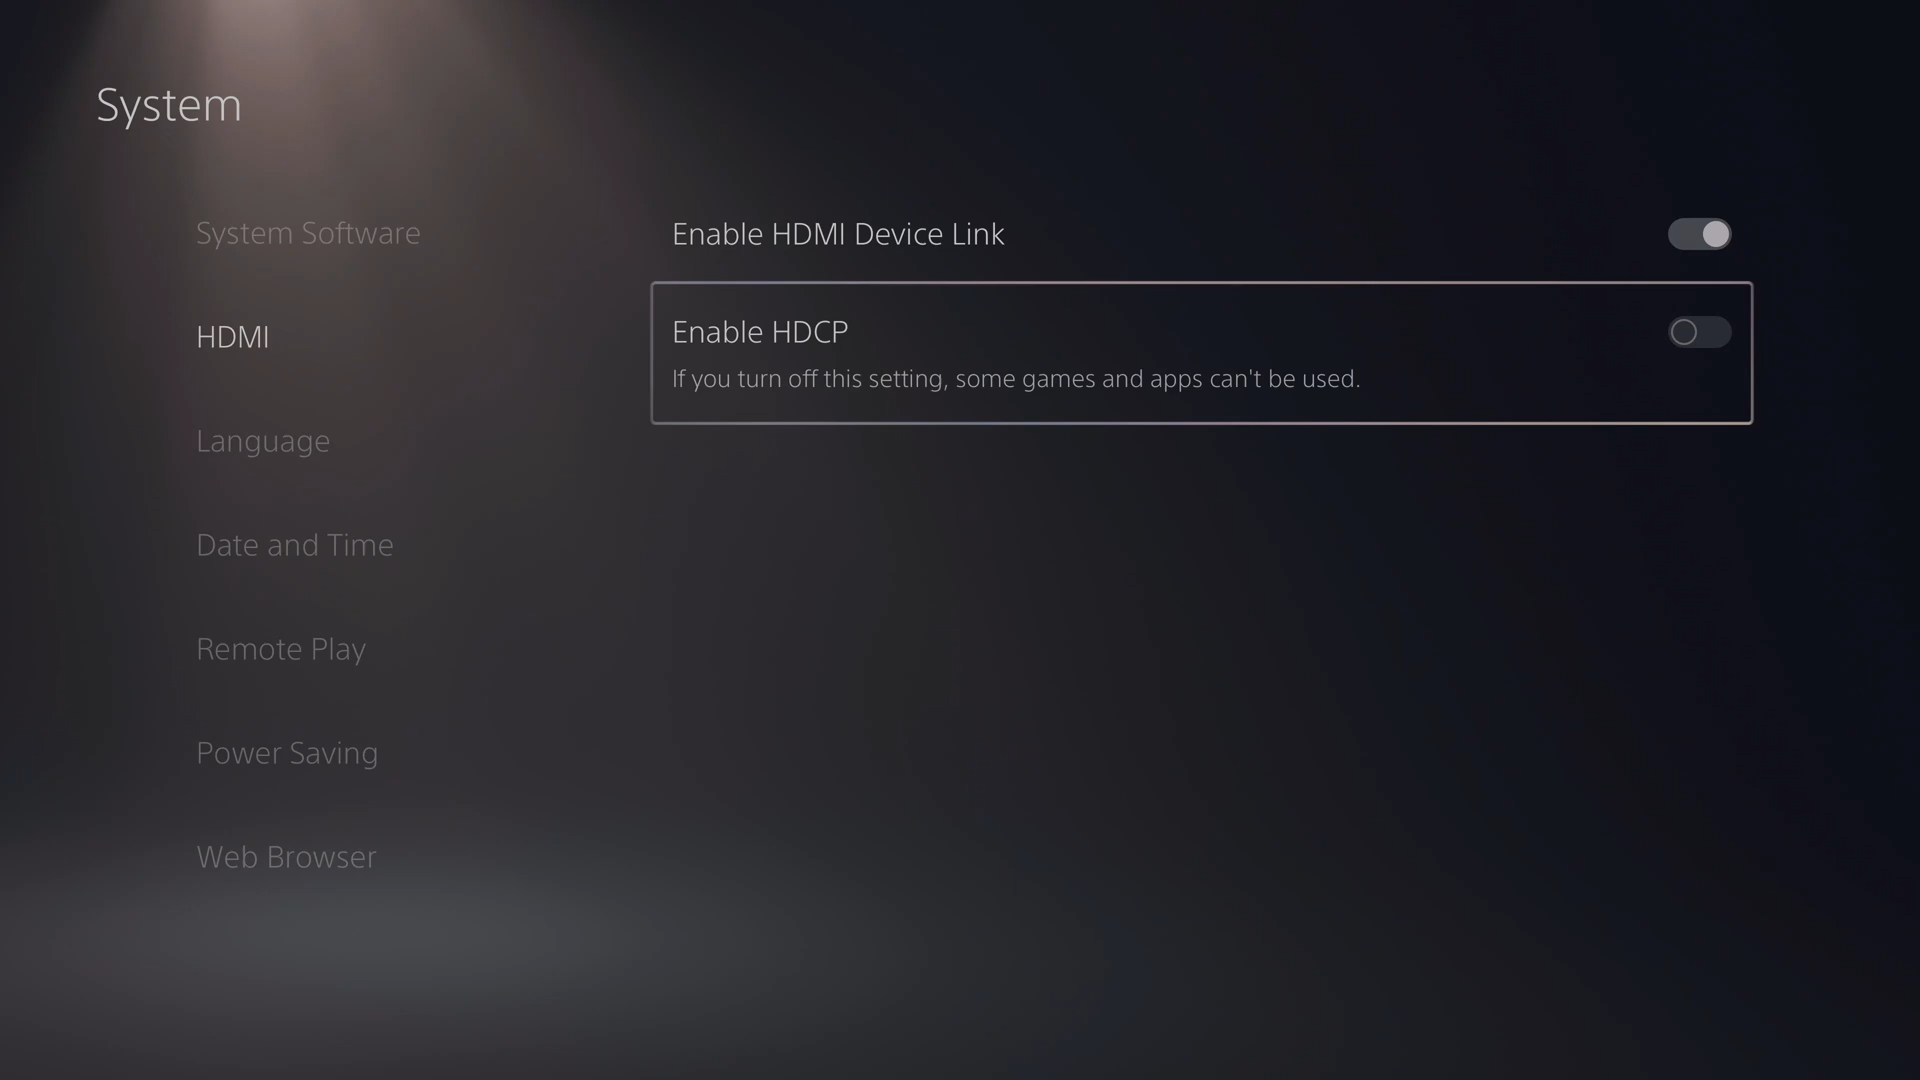 System
System Software
HDMI
Language
Date and Time
Remote Play
Power Saving
Web Browser
Enable HDMI Device Link
Enable HDCP
If you turn off this setting, some games and apps can't be used.